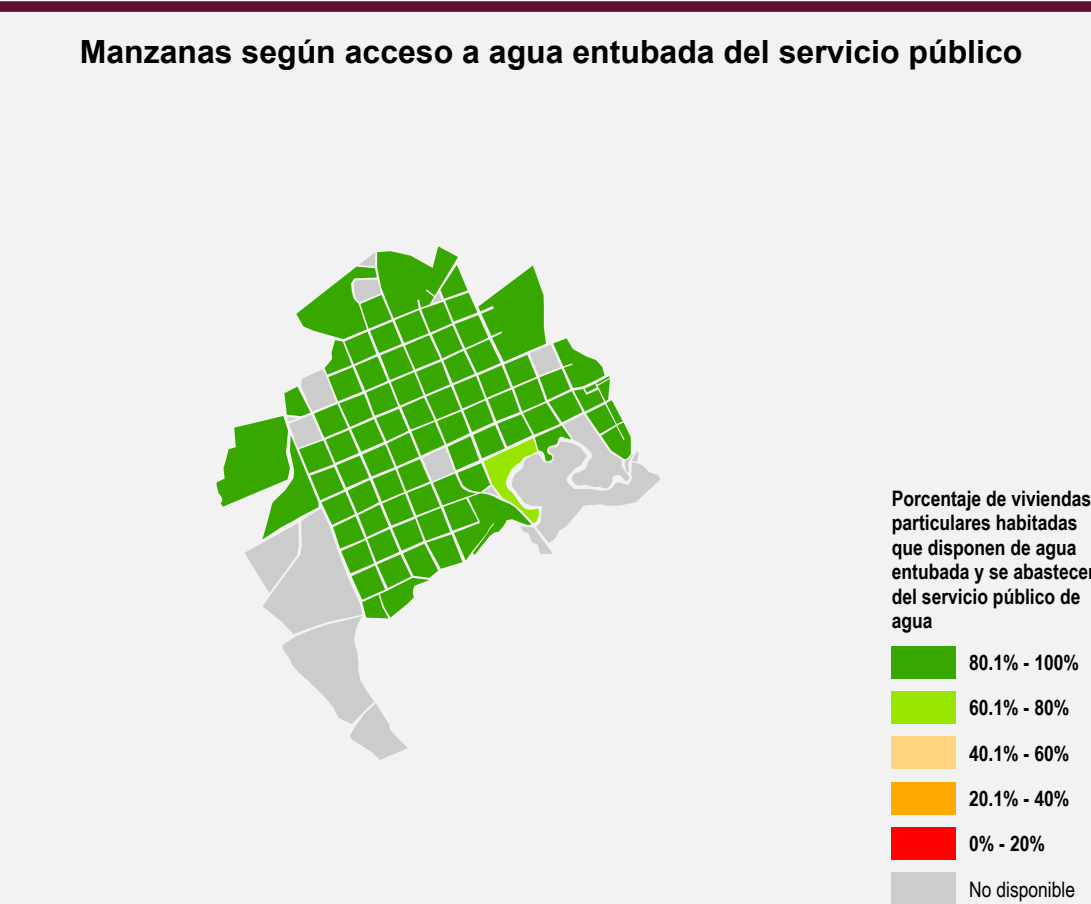 Manzanas según acceso a agua entubada del servicio público
Porcentaje de viviendas
particulares habitadas
que disponen de agua
entubada y se abastecen
del servicio público de
agua
80.1% - 100%
60.1% - 80%
40.1% - 60%
20.1% - 40%
0% - 20%
No disponible